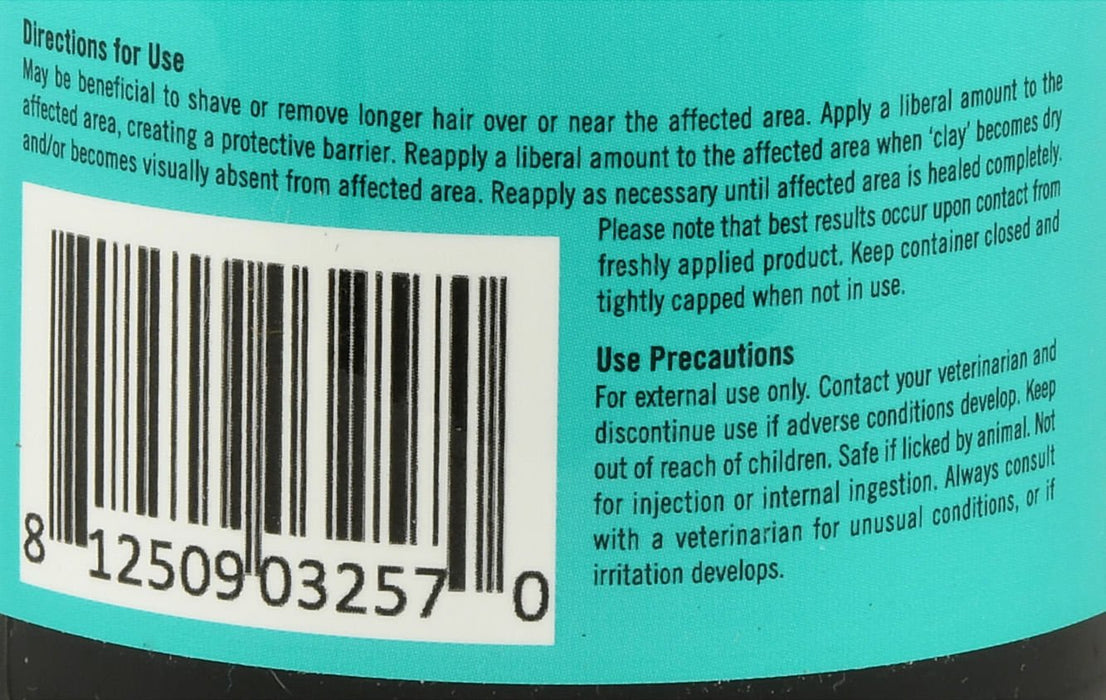 Directions for Use
May be beneficial to shave or remove longer hair over or near the affected area. Apply a liberal amount to the
affected area, creating a protective barrier. Reapply a liberal amount to the affected area when 'clay' becomes dry
and/or becomes visually absent from affected area. Reapply as necessary until affected area is healed completely.
Please note that best results occur upon contact from
freshly applied product. Keep container closed and
tightly capped when not in use.
Use Precautions
For external use only. Contact your veterinarian and
discontinue use if adverse conditions develop. Keep
out of reach of children. Safe if licked by animal. Not
for injection or internal ingestion. Always consult
with a veterinarian for unusual conditions, or if
irritation develops.
8 12509 03257 0